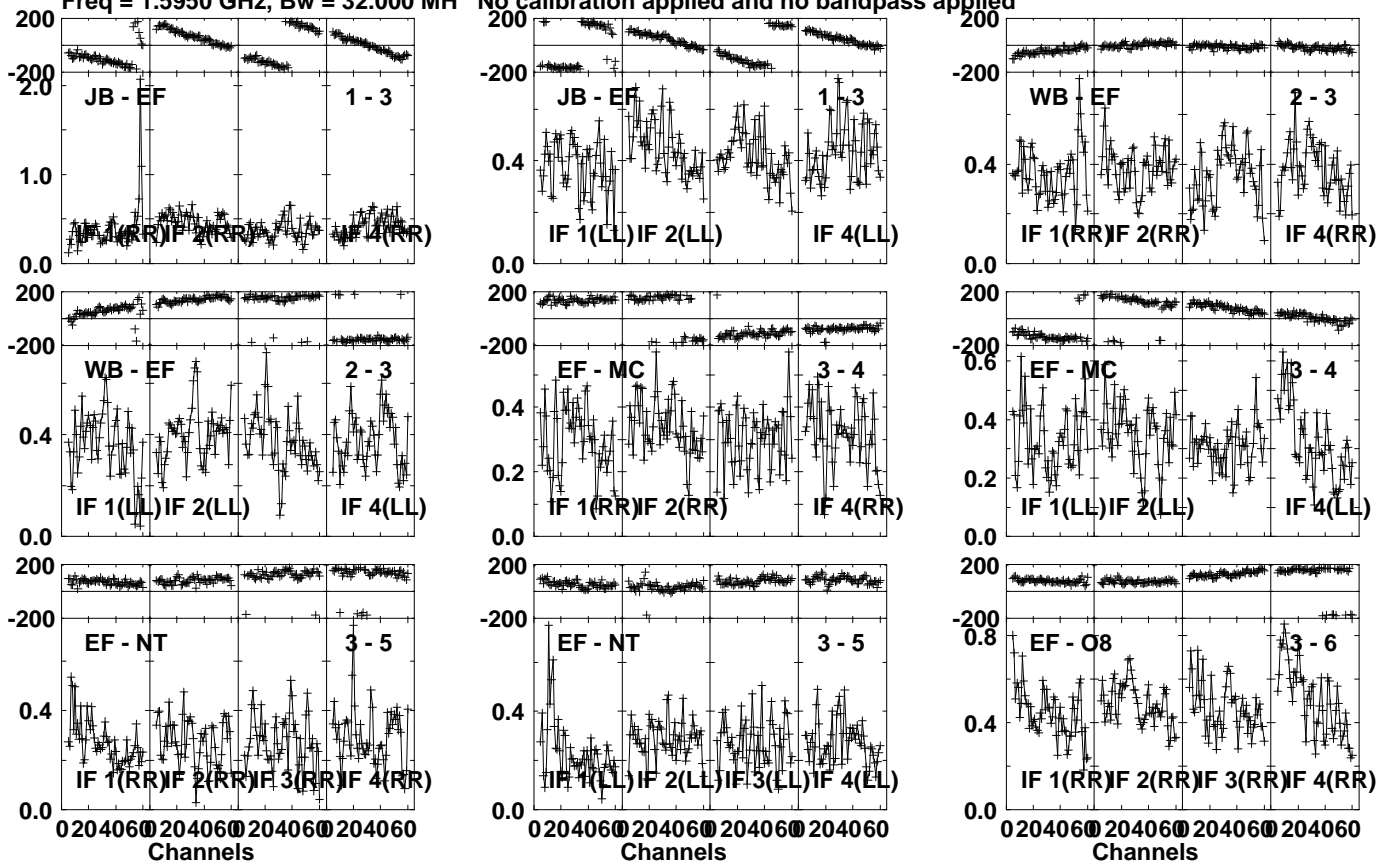 Freq = 1.5950 GHz, Bw = 32.000 MH No calibration applied and no bandpass applied
200
-200
2.0
1.0
0.0
JB - EF 1 - 3
IF 1(RR) IF 2(RR) IF 4(RR)
0.4
0.0
JB - EF 1 - 3
IF 1(LL) IF 2(LL) IF 4(LL)
200
-200
0.4
0.0
WB - EF 2 - 3
IF 1(RR) IF 2(RR) IF 4(RR)
200
-200
0.4
0.0
WB - EF 2 - 3
IF 1(LL) IF 2(LL) IF 4(LL)
200
-200
0.4
0.2
0.0
EF - MC 3 - 4
IF 1(RR) IF 2(RR) IF 4(RR)
200
-200
0.6
0.4
0.2
0.0
EF - MC 3 - 4
IF 1(LL) IF 2(LL) IF 4(LL)
200
-200
0.4
0.0
EF - NT 3 - 5
IF 1(RR) IF 2(RR) IF 3(RR) IF 4(RR)
0 20 40 60 0 20 40 60 0 20 40 60 0 20 40 60
Channels
200
-200
0.4
0.0
EF - NT 3 - 5
IF 1(LL) IF 2(LL) IF 3(LL) IF 4(LL)
0 20 40 60 0 20 40 60 0 20 40 60 0 20 40 60
Channels
200
-200
0.8
0.4
0.0
EF - O8 3 - 6
IF 1(RR) IF 2(RR) IF 3(RR) IF 4(RR)
0 20 40 60 0 20 40 60 0 20 40 60 0 20 40 60
Channels